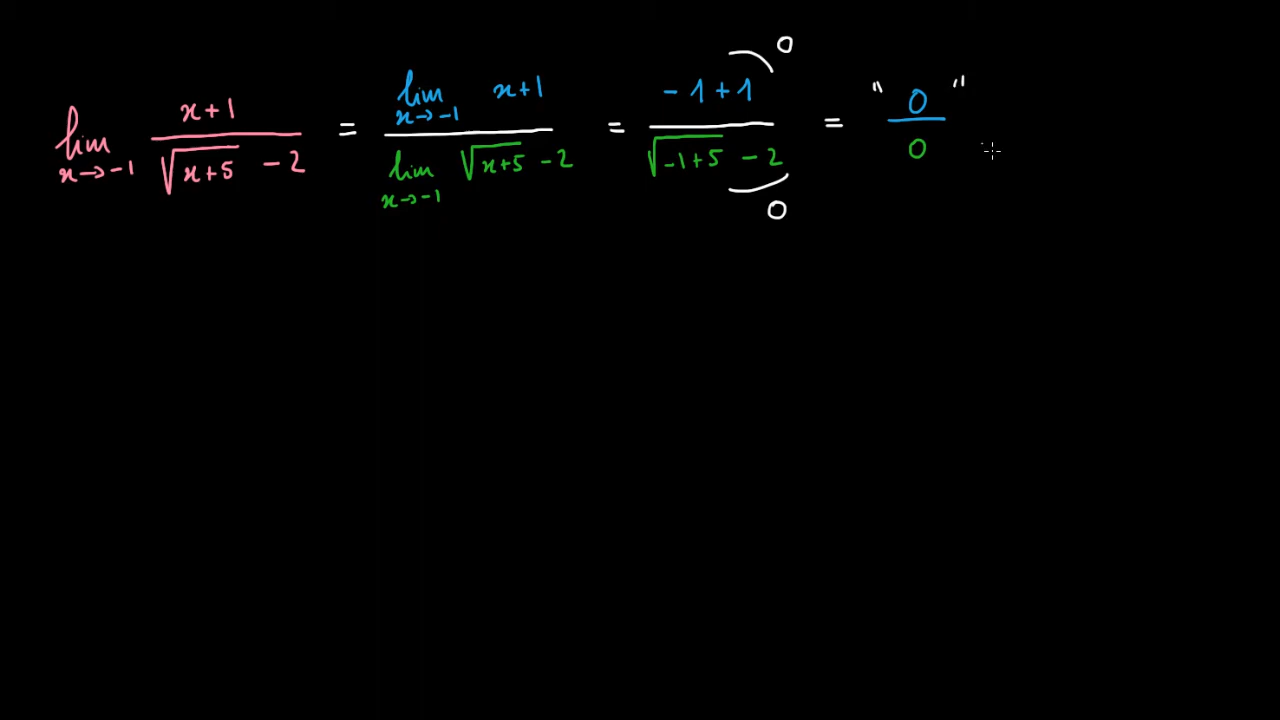 lim x→-1 (x+1)/(√(x+5) -2) = (lim x→-1 x+1)/(lim x→-1 √(x+5) -2) = (-1+1)/(√(-1+5) -2) = "0/0"
0
0